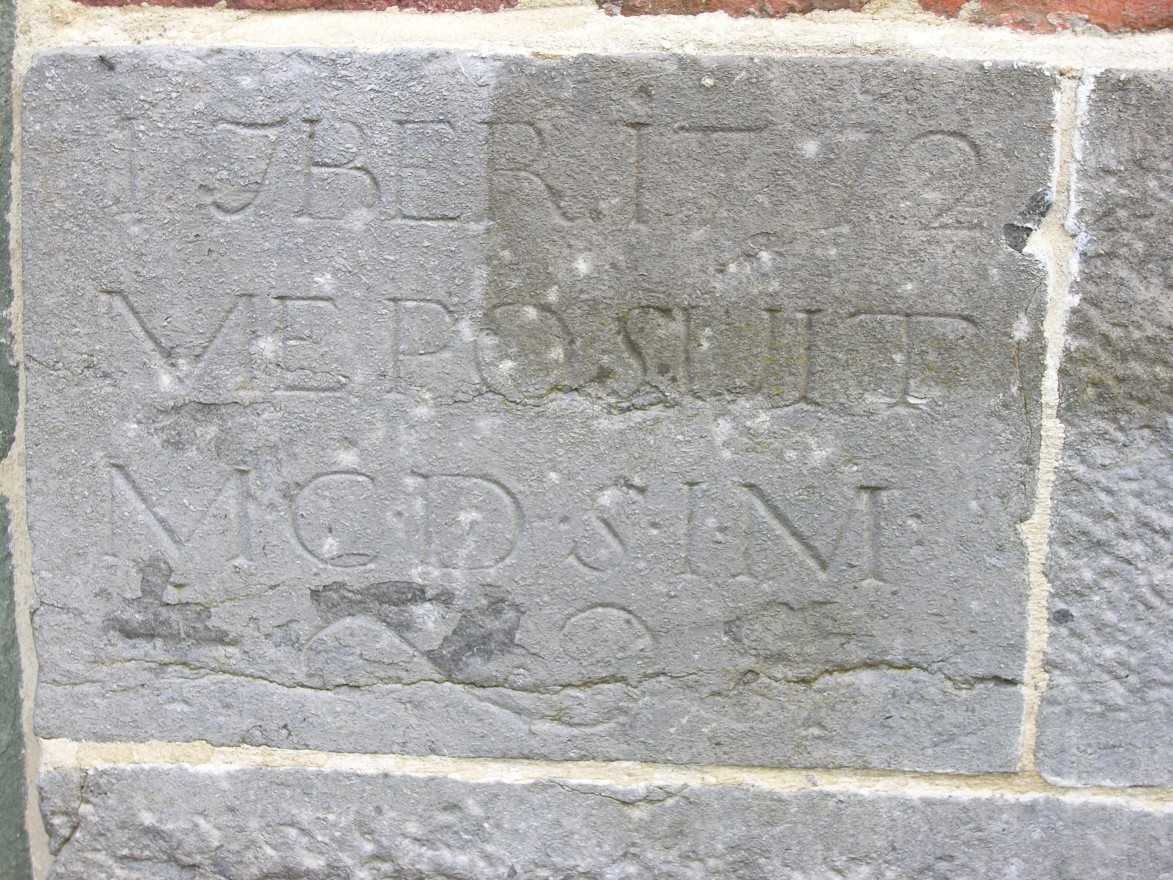 1 7BER 1772
ME POSUIT
MCD·S·I·M·